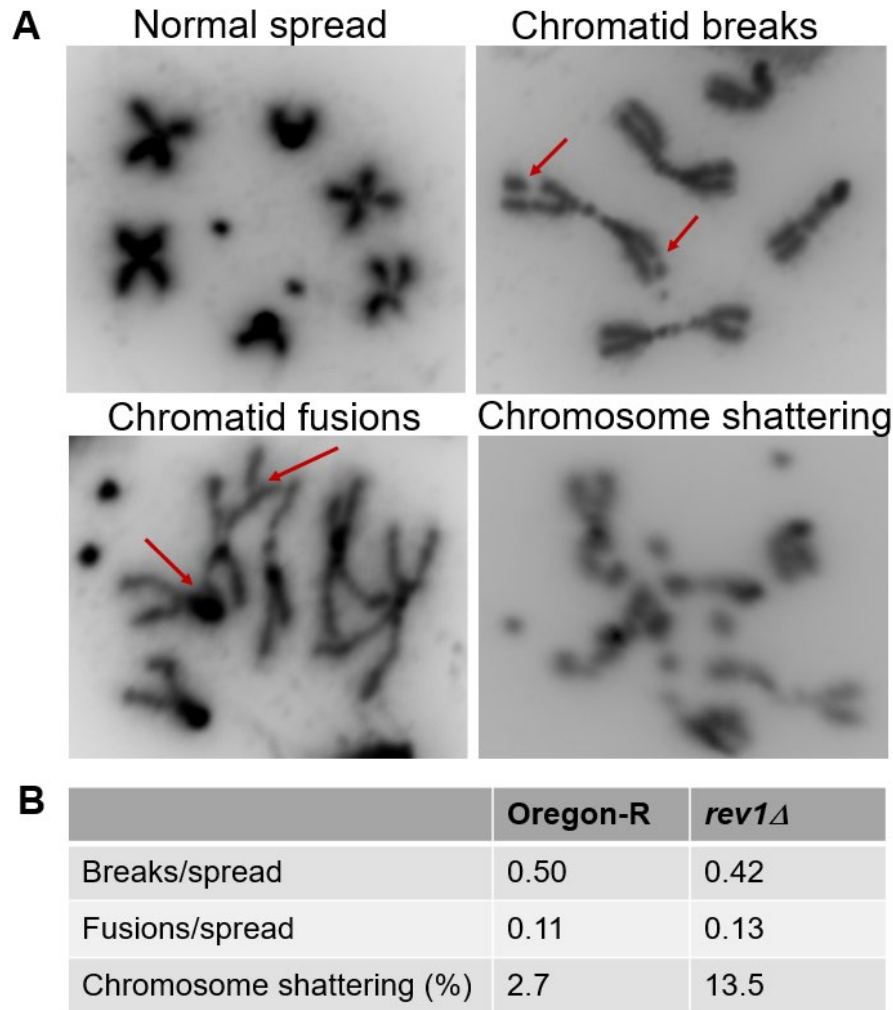 A
Normal spread
Chromatid breaks
Chromatid fusions
Chromosome shattering
B
Oregon-R rev1Δ
Breaks/spread 0.50 0.42
Fusions/spread 0.11 0.13
Chromosome shattering (%) 2.7 13.5